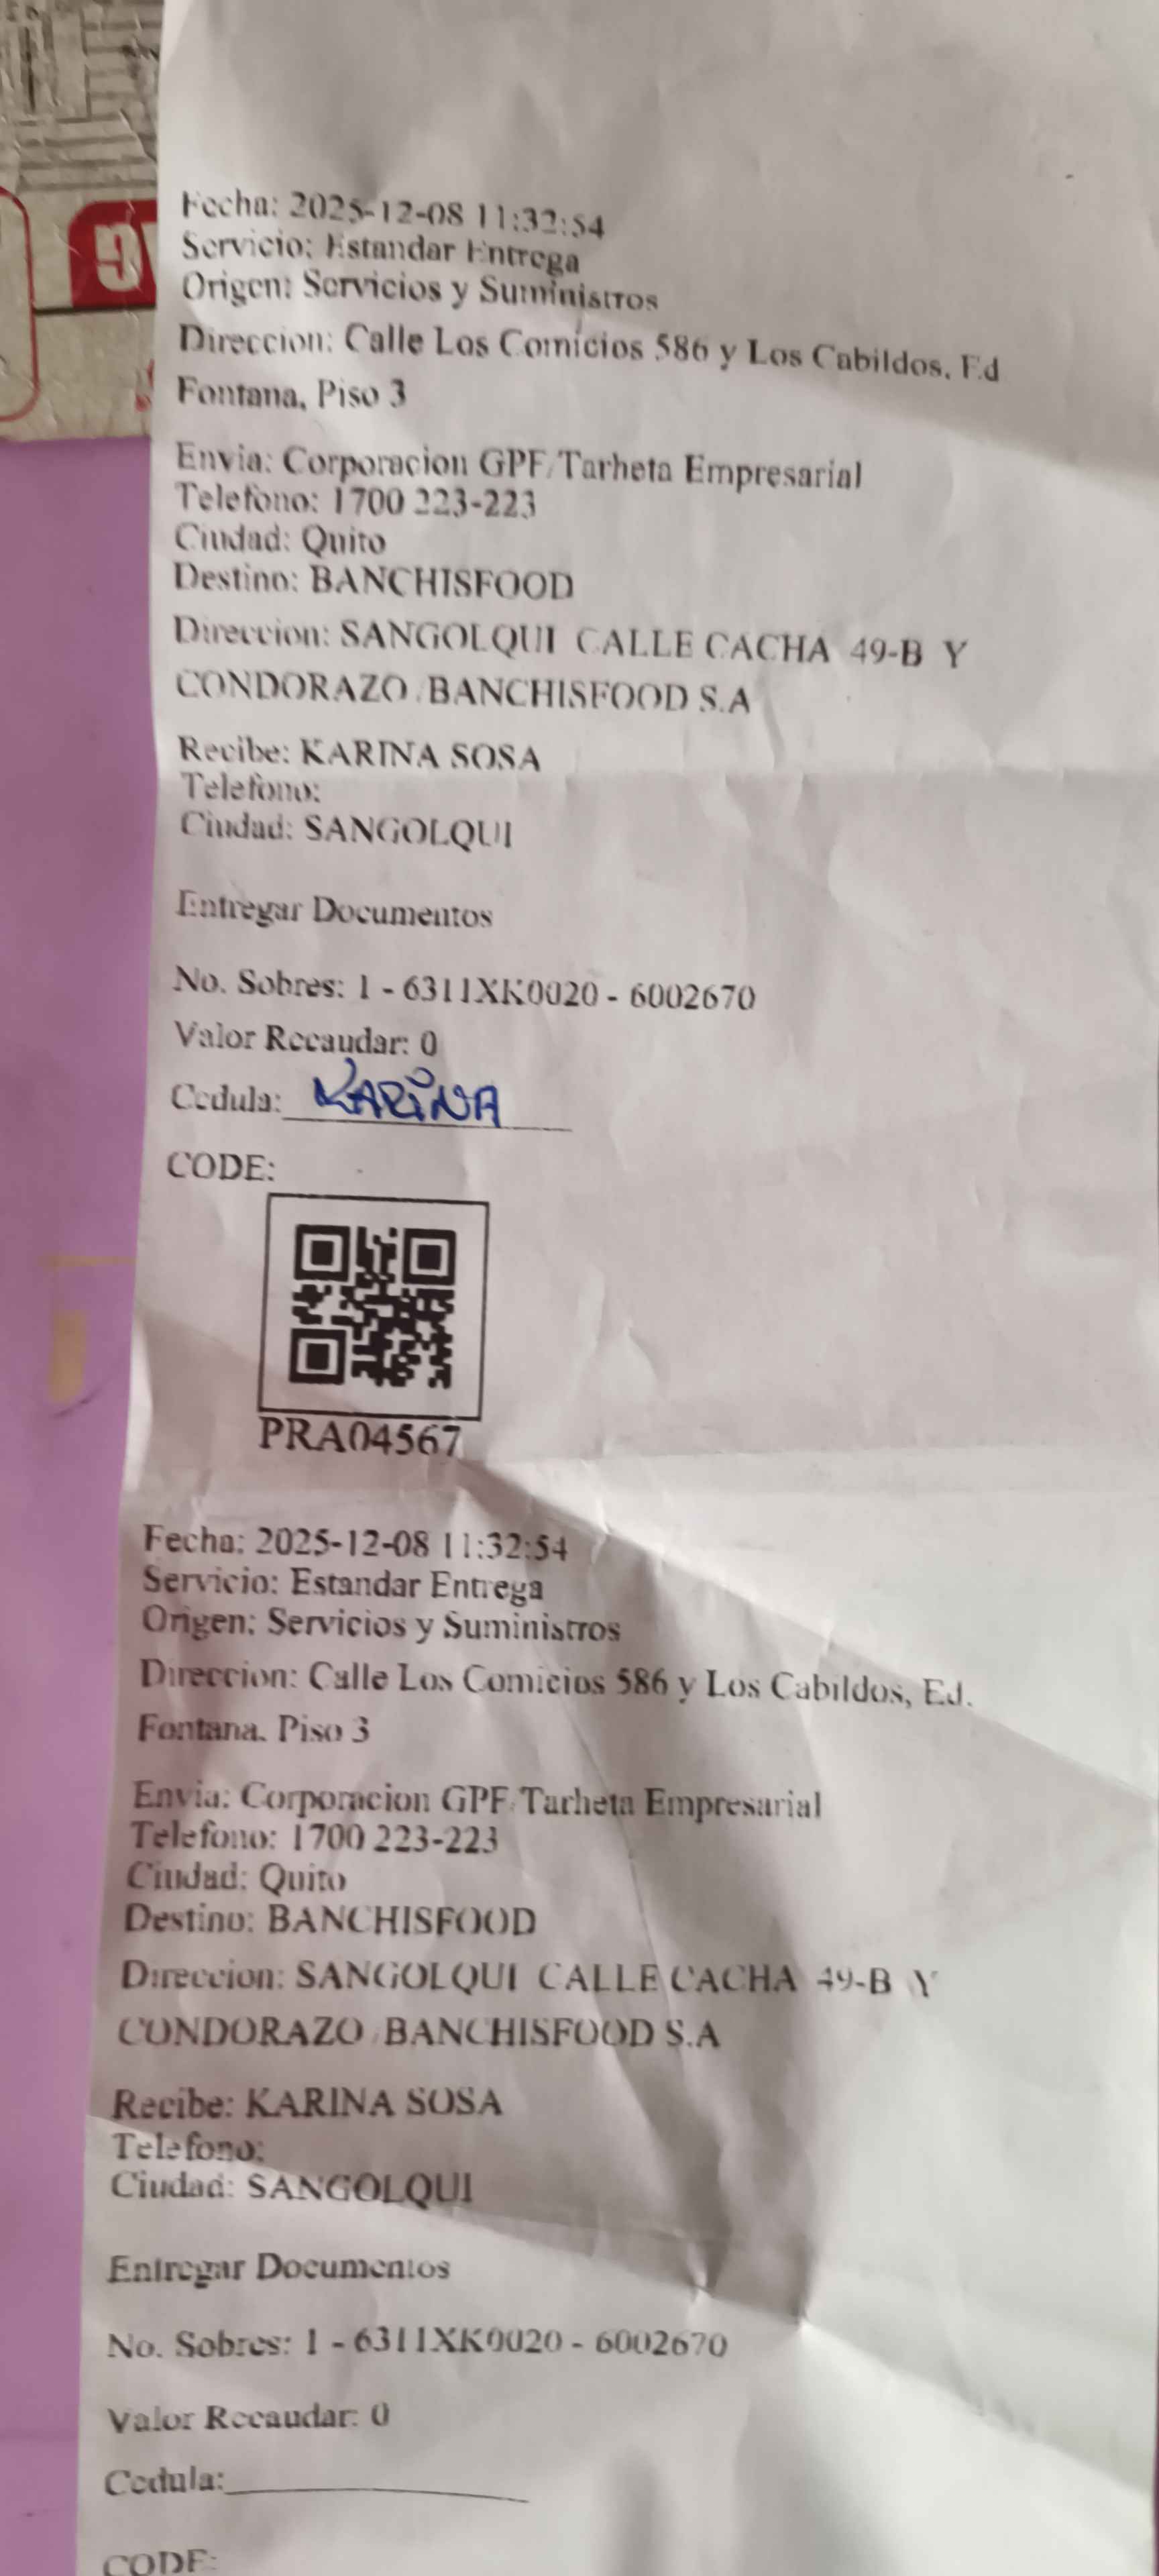 Fecha: 2025-12-08 11:32:54
Servicio: Estandar Entrega
Origen: Servicios y Suministros
Direccion: Calle Los Comicios 586 y Los Cabildos, Ed
Fontana, Piso 3
Envia: Corporacion GPF/Tarheta Empresarial
Telefono: 1700 223-223
Ciudad: Quito
Destino: BANCHISFOOD
Direccion: SANGOLQUI CALLE CACHA 49-B Y
CONDORAZO /BANCHISFOOD S.A
Recibe: KARINA SOSA
Telefono:
Ciudad: SANGOLQUI
Entregar Documentos
No. Sobres: 1 - 6311XK0020 - 6002670
Valor Recaudar: 0
Cedula: KARINA
CODE:
PRA04567
Fecha: 2025-12-08 11:32:54
Servicio: Estandar Entrega
Origen: Servicios y Suministros
Direccion: Calle Los Comicios 586 y Los Cabildos, Ed.
Fontana. Piso 3
Envia: Corporacion GPF/Tarheta Empresarial
Telefono: 1700 223-223
Ciudad: Quito
Destino: BANCHISFOOD
Direccion: SANGOLQUI CALLE CACHA 49-B Y
CONDORAZO /BANCHISFOOD S.A
Recibe: KARINA SOSA
Telefono:
Ciudad: SANGOLQUI
Entregar Documentos
No. Sobres: 1 - 6311XK0020 - 6002670
Valor Recaudar: 0
Cedula:
CODE: